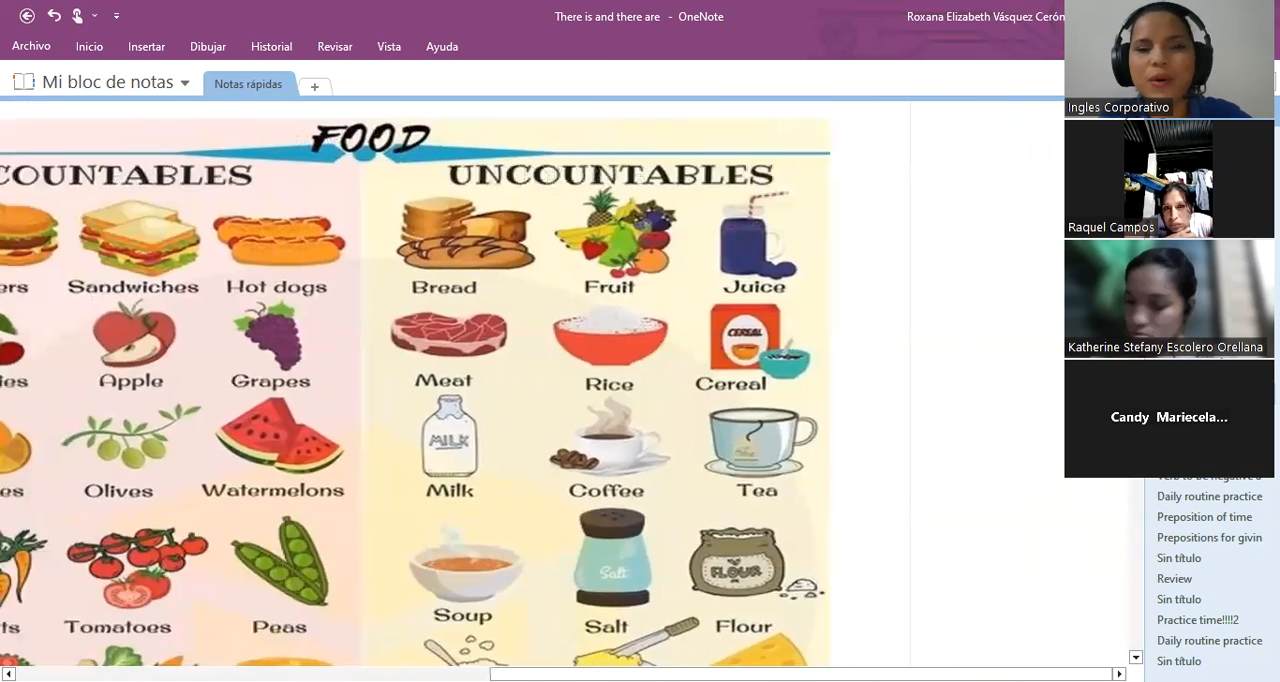 There is and there are - OneNote
Roxana Elizabeth Vásquez Cerón
Archivo Inicio Insertar Dibujar Historial Revisar Vista Ayuda
Mi bloc de notas
Notas rápidas
+
Ingles Corporativo
Raquel Campos
Katherine Stefany Escolero Orellana
Candy Mariecela...
FOOD
COUNTABLES
UNCOUNTABLES
ers Sandwiches Hot dogs Bread Fruit Juice
CEREAL
ies Apple Grapes Meat Rice Cereal
MILK
es Olives Watermelons Milk Coffee Tea
Salt
FLOUR
ts Tomatoes Peas Soup Salt Flour
Daily routine practice
Preposition of time
Prepositions for givin
Sin título
Review
Sin título
Practice time!!!!2
Daily routine practice
Sin título